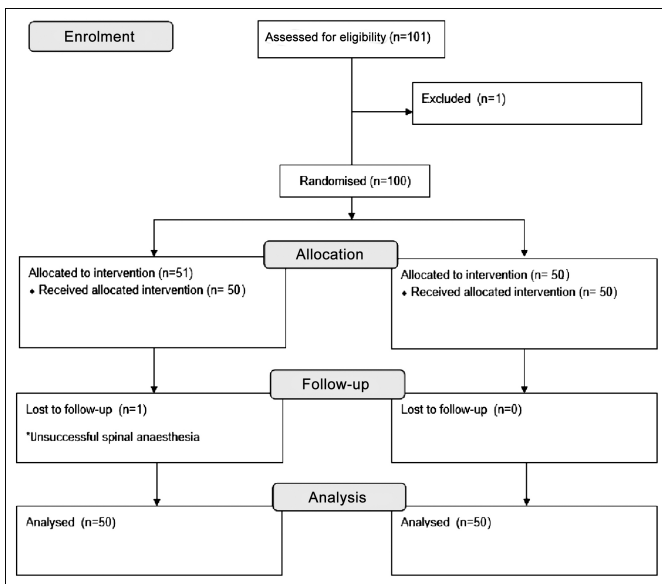 Enrolment
Assessed for eligibility (n=101)
Excluded (n=1)
Randomised (n=100)
Allocation
Allocated to intervention (n=51)
⬥ Received allocated intervention (n= 50)
Allocated to intervention (n= 50)
⬥ Received allocated intervention (n= 50)
Follow-up
Lost to follow-up (n=1)
*Unsuccessful spinal anaesthesia
Lost to follow-up (n=0)
Analysis
Analysed (n=50)
Analysed (n=50)